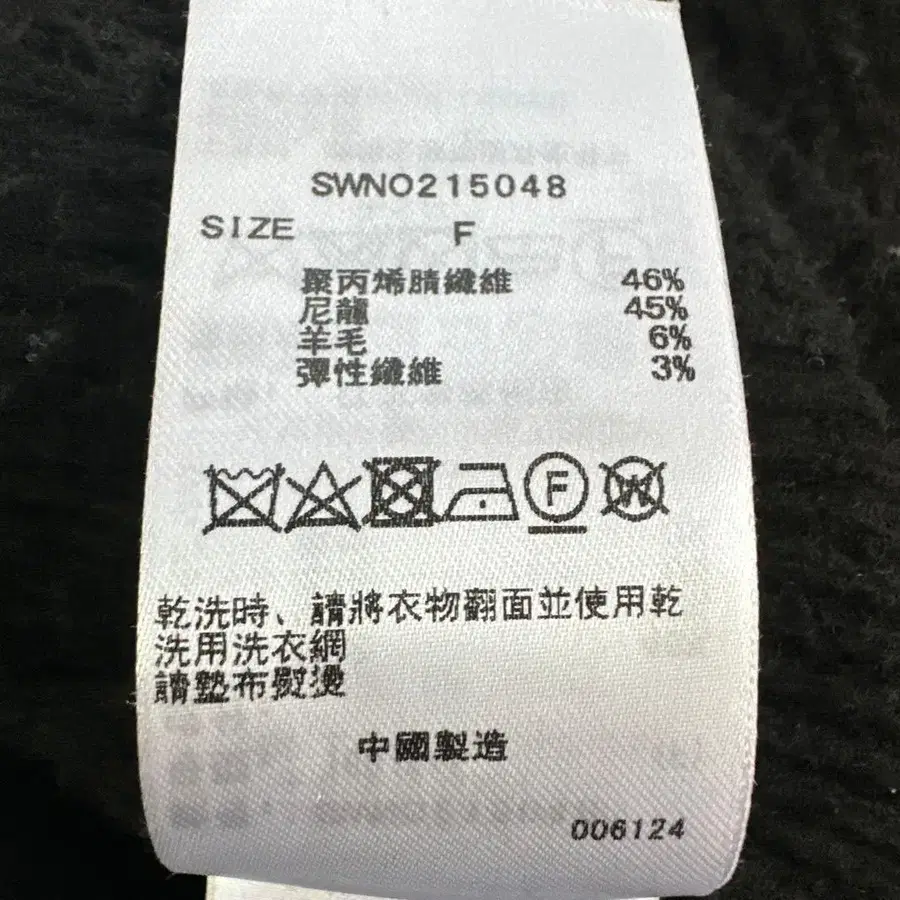 SWN0215048
SIZE F
聚丙烯腈纖維 46%
尼龍 45%
羊毛 6%
彈性纖維 3%
F W
乾洗時、請將衣物翻面並使用乾
洗用洗衣網
請墊布熨燙
中國製造
006124